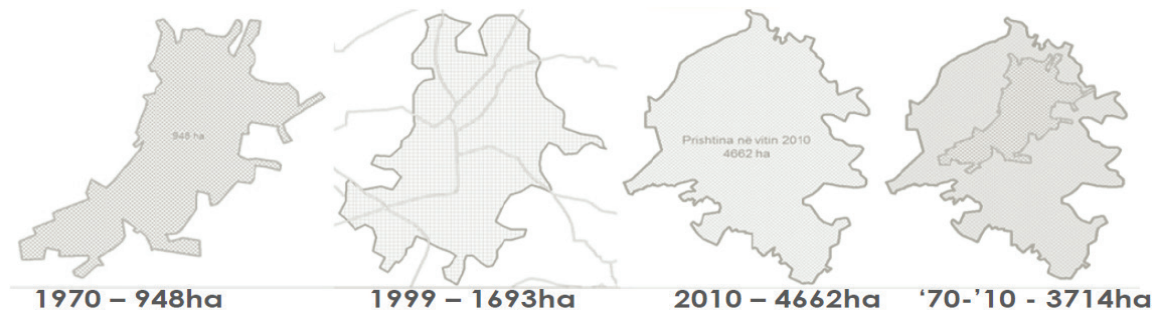 948 ha
Prishtina në vitin 2010
4662 ha
1970 – 948ha
1999 – 1693ha
2010 – 4662ha
‘70-’10 - 3714ha